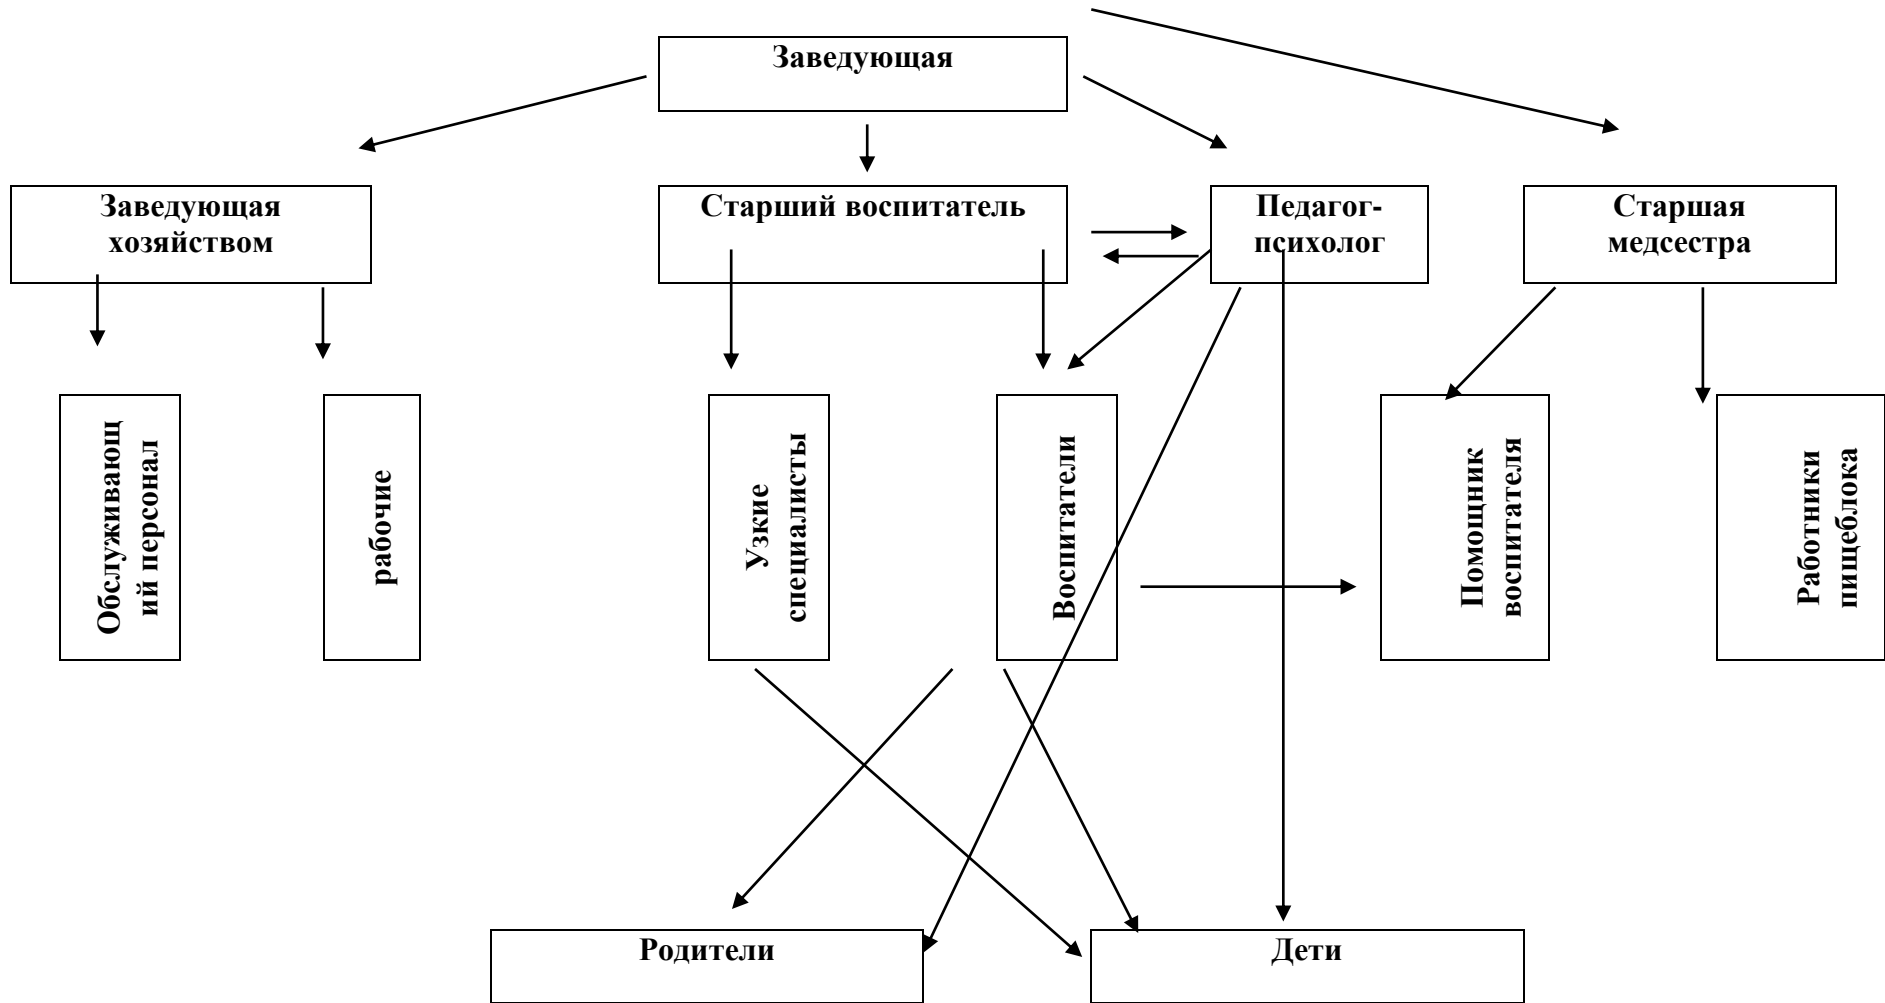 Заведующая
Заведующая
хозяйством
Старший воспитатель
Педагог-
психолог
Старшая
медсестра
Обслуживающ
ий персонал
рабочие
Узкие
специалисты
Воспитатели
Помощник
воспитателя
Работники
пищеблока
Родители
Дети